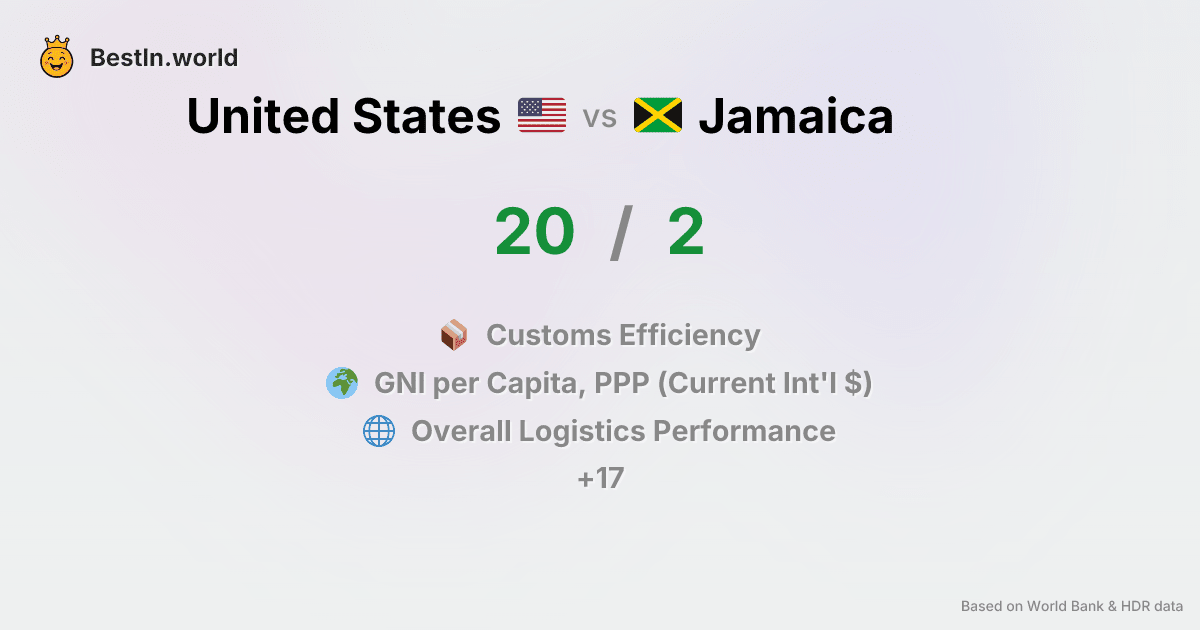 BestIn.world
United States vs Jamaica
20 / 2
Customs Efficiency
GNI per Capita, PPP (Current Int'l $)
Overall Logistics Performance
+17
Based on World Bank & HDR data